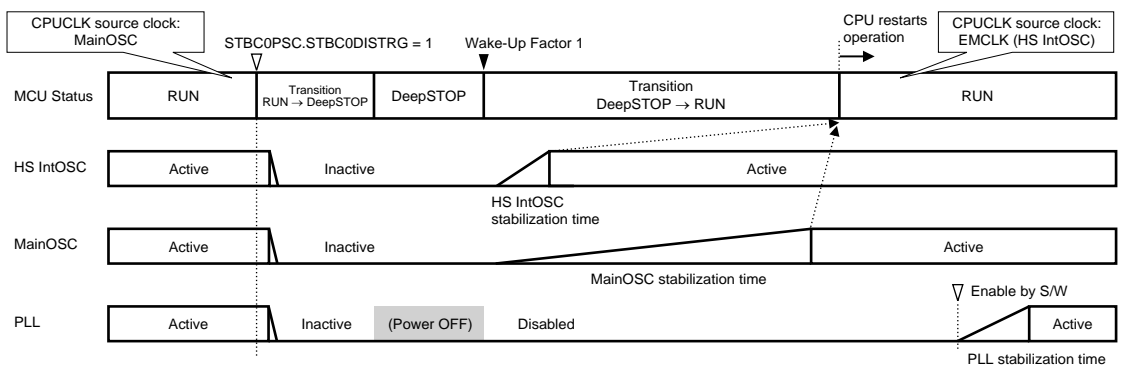 CPUCLK source clock:
MainOSC
STBC0PSC.STBC0DISTRG = 1
Wake-Up Factor 1
CPU restarts
operation
CPUCLK source clock:
EMCLK (HS IntOSC)
MCU Status
RUN
Transition
RUN → DeepSTOP
DeepSTOP
Transition
DeepSTOP → RUN
RUN
HS IntOSC
Active
Inactive
Active
HS IntOSC
stabilization time
MainOSC
Active
Inactive
Active
MainOSC stabilization time
Enable by S/W
PLL
Active
Inactive
(Power OFF)
Disabled
Active
PLL stabilization time